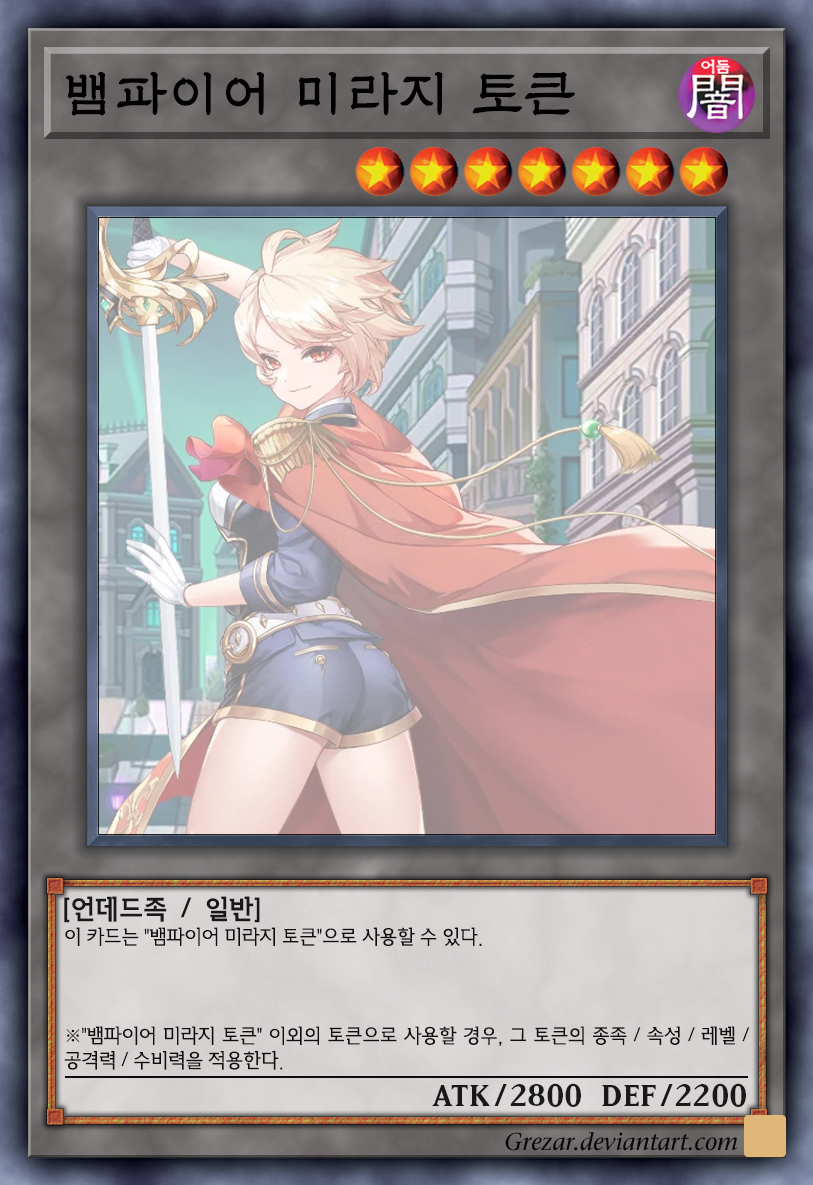 뱀파이어 미라지 토큰
어둠
闇
[언데드족 / 일반]
이 카드는 "뱀파이어 미라지 토큰"으로 사용할 수 있다.
※"뱀파이어 미라지 토큰" 이외의 토큰으로 사용할 경우, 그 토큰의 종족 / 속성 / 레벨 /
공격력 / 수비력을 적용한다.
ATK/2800 DEF/2200
Grezar.deviantart.com